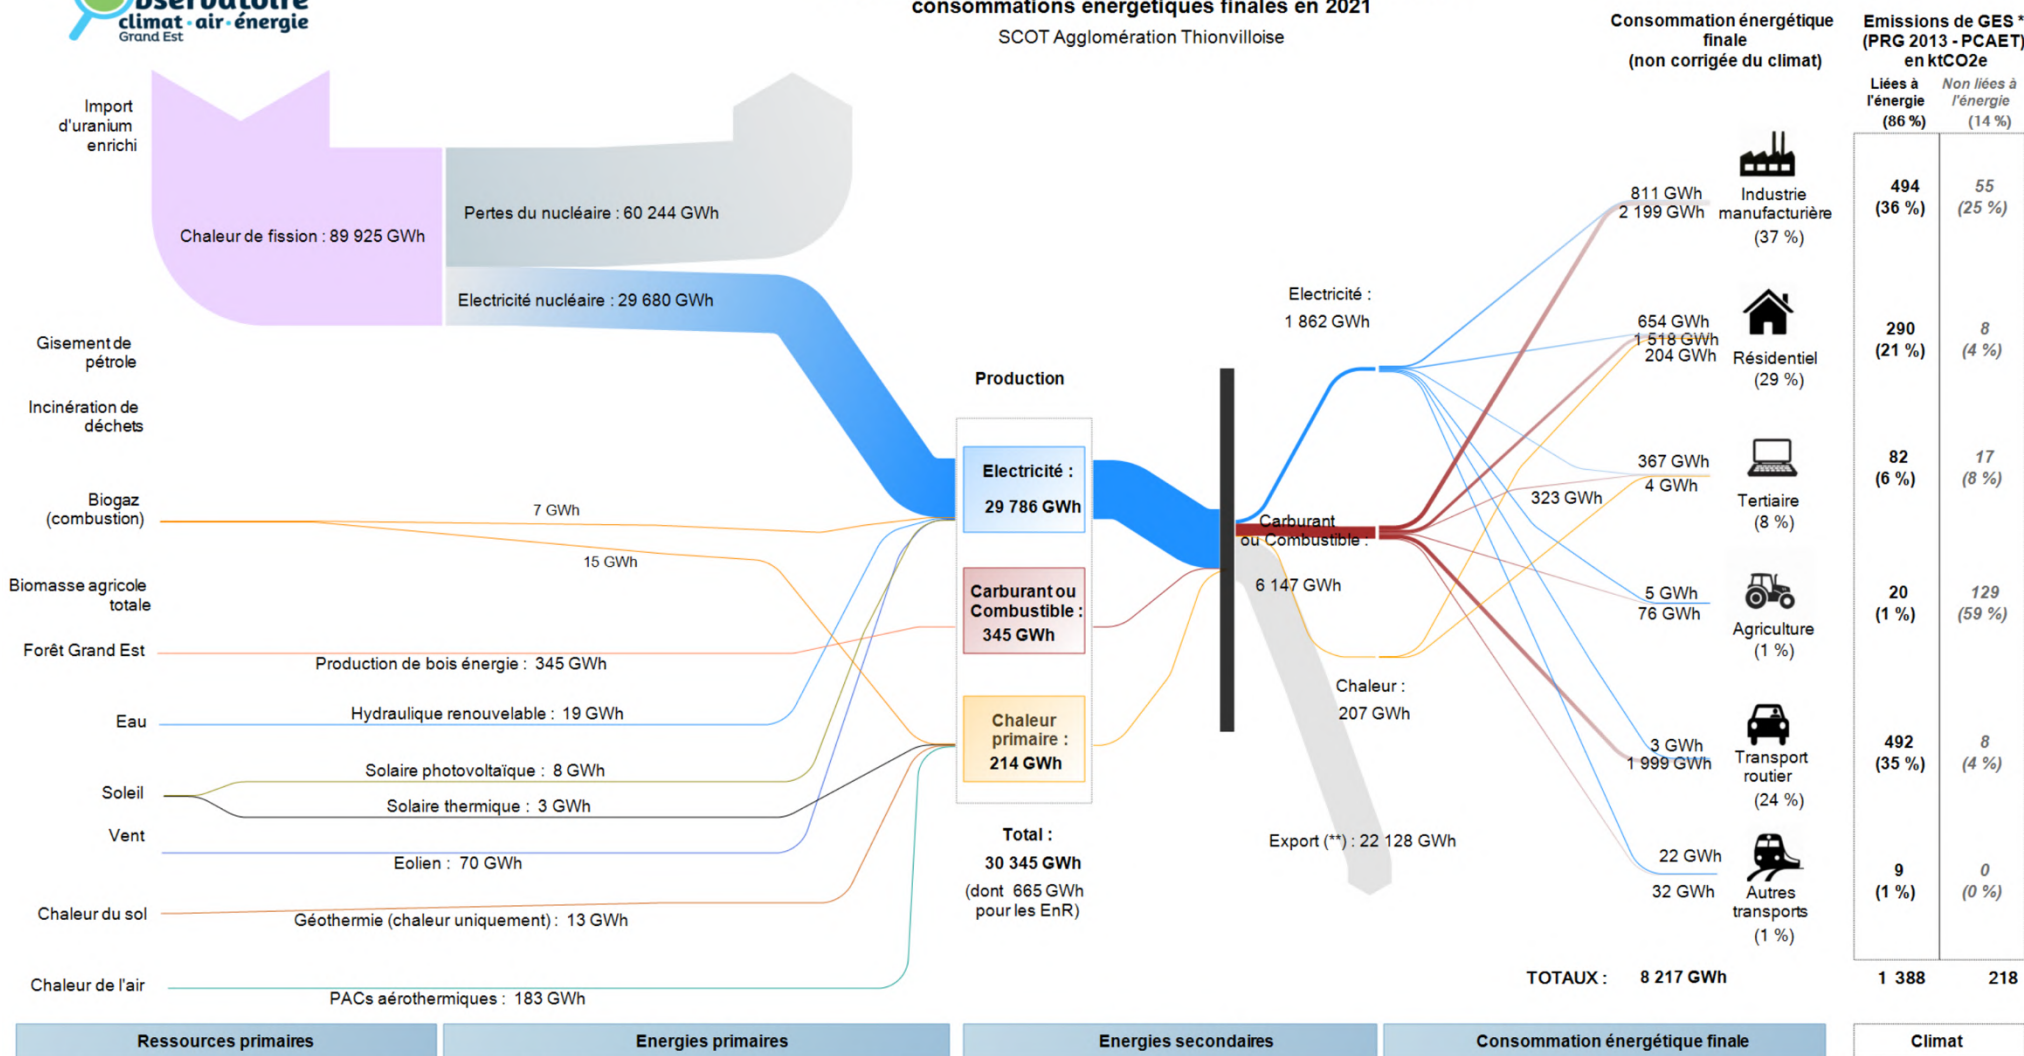 Observatoire
climat · air · énergie
Grand Est
consommations énergétiques finales en 2021
SCOT Agglomération Thionvilloise
Consommation énergétique
finale
(non corrigée du climat)
Emissions de GES *
(PRG 2013 - PCAET)
en ktCO2e
Liées à
l'énergie
(86 %)
Non liées à
l'énergie
(14 %)
Import
d'uranium
enrichi
Chaleur de fission : 89 925 GWh
Pertes du nucléaire : 60 244 GWh
Electricité nucléaire : 29 680 GWh
Gisement de
pétrole
Incinération de
déchets
Biogaz
(combustion)
7 GWh
15 GWh
Biomasse agricole
totale
Forêt Grand Est
Production de bois énergie : 345 GWh
Eau
Hydraulique renouvelable : 19 GWh
Soleil
Solaire photovoltaïque : 8 GWh
Solaire thermique : 3 GWh
Vent
Eolien : 70 GWh
Chaleur du sol
Géothermie (chaleur uniquement) : 13 GWh
Chaleur de l'air
PACs aérothermiques : 183 GWh
Production
Electricité :
29 786 GWh
Carburant ou
Combustible :
345 GWh
Chaleur
primaire :
214 GWh
Total :
30 345 GWh
(dont 665 GWh
pour les EnR)
Electricité :
1 862 GWh
Carburant
ou Combustible :
6 147 GWh
Chaleur :
207 GWh
Export (**) : 22 128 GWh
811 GWh
2 199 GWh
Industrie
manufacturière
(37 %)
494
(36 %)
55
(25 %)
654 GWh
1 518 GWh
204 GWh
Résidentiel
(29 %)
290
(21 %)
8
(4 %)
367 GWh
4 GWh
323 GWh
Tertiaire
(8 %)
82
(6 %)
17
(8 %)
5 GWh
76 GWh
Agriculture
(1 %)
20
(1 %)
129
(59 %)
3 GWh
1 999 GWh
Transport
routier
(24 %)
492
(35 %)
8
(4 %)
22 GWh
32 GWh
Autres
transports
(1 %)
9
(1 %)
0
(0 %)
TOTAUX : 8 217 GWh
1 388
218
Ressources primaires
Energies primaires
Energies secondaires
Consommation énergétique finale
Climat